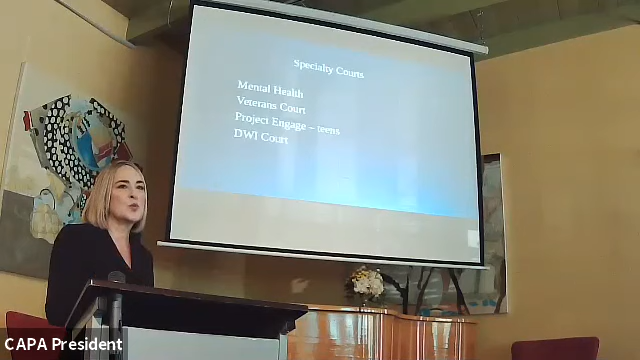 Specialty Courts
Mental Health
Veterans Court
Project Engage – teens
DWI Court
CAPA President